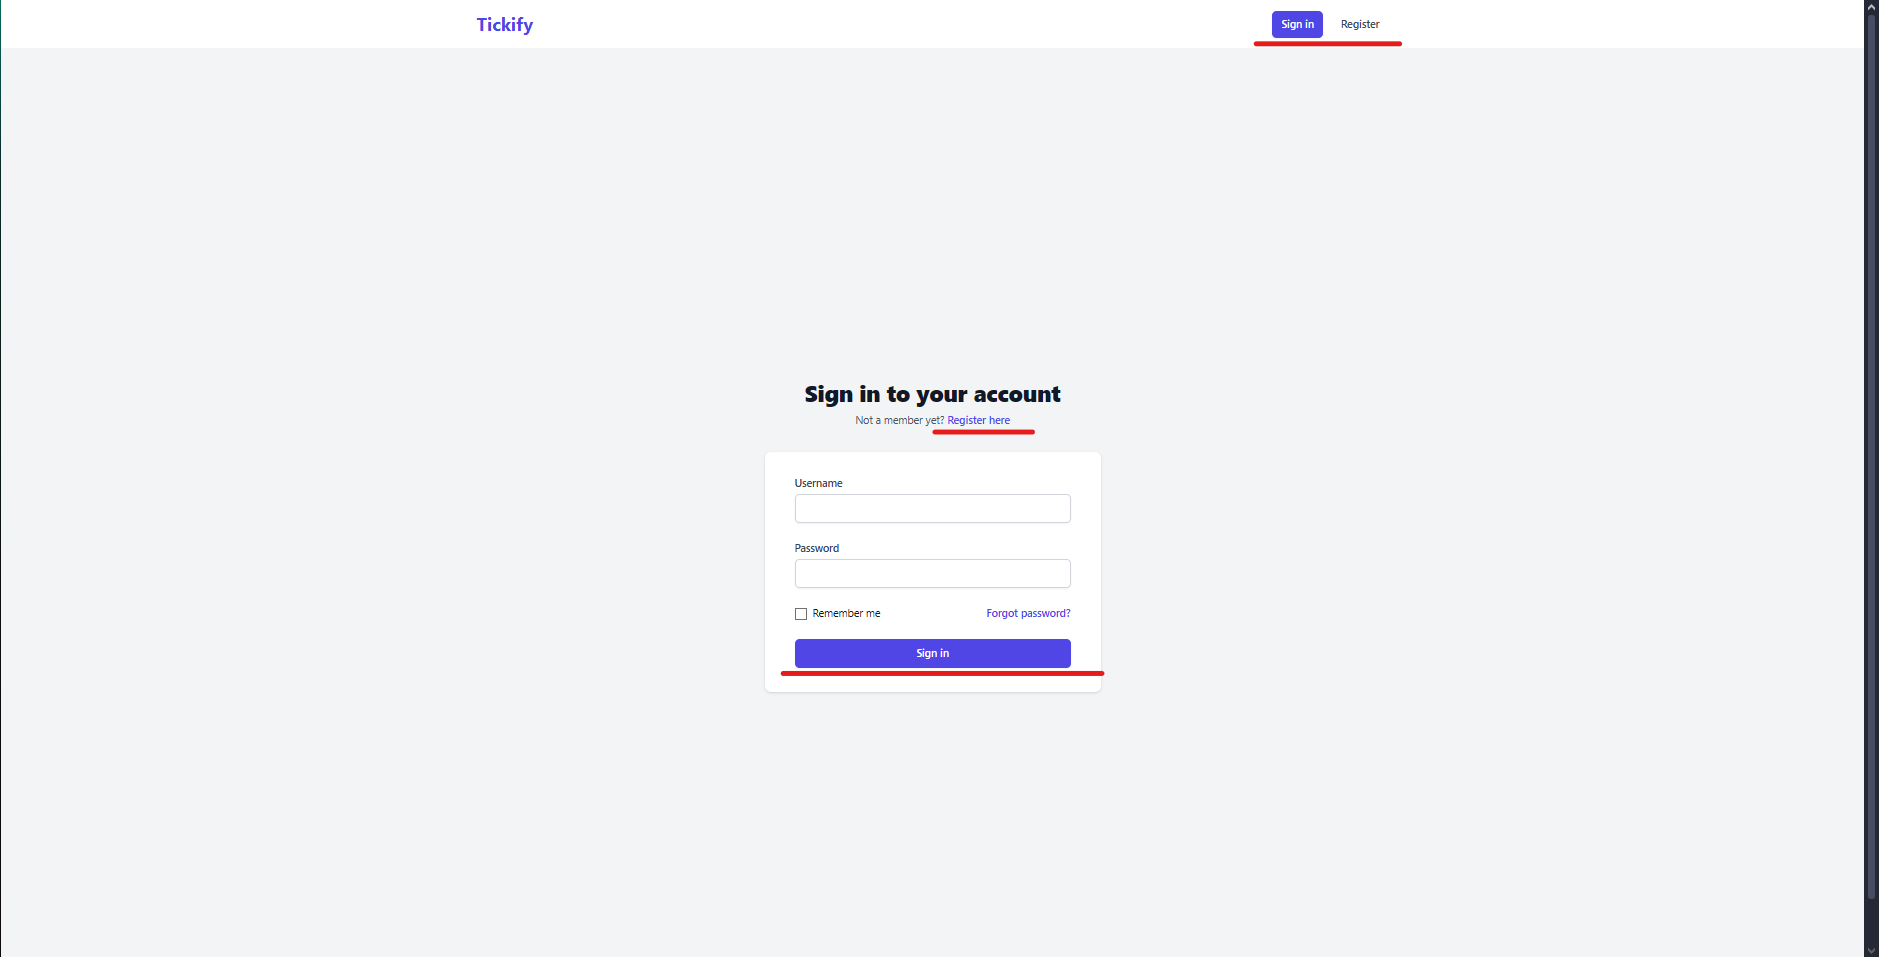 Tickify
Sign in
Register
Sign in to your account
Not a member yet? Register here
Username
Password
Remember me
Forgot password?
Sign in